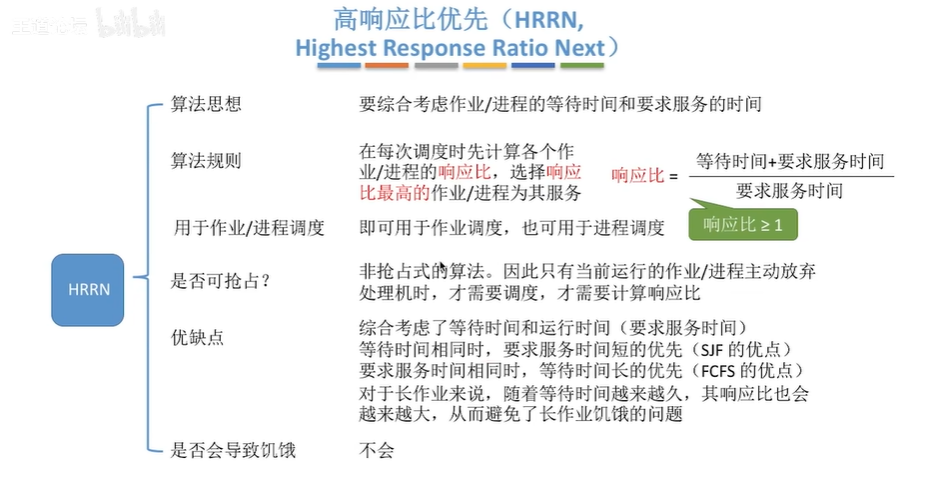 高响应比优先（HRRN,
Highest Response Ratio Next）
HRRN
算法思想
要综合考虑作业/进程的等待时间和要求服务的时间
算法规则
在每次调度时先计算各个作
业/进程的响应比，选择响应
比最高的作业/进程为其服务
响应比 =
等待时间+要求服务时间
要求服务时间
响应比 ≥ 1
用于作业/进程调度
即可用于作业调度，也可用于进程调度
是否可抢占？
非抢占式的算法。因此只有当前运行的作业/进程主动放弃
处理机时，才需要调度，才需要计算响应比
优缺点
综合考虑了等待时间和运行时间（要求服务时间）
等待时间相同时，要求服务时间短的优先（SJF 的优点）
要求服务时间相同时，等待时间长的优先（FCFS 的优点）
对于长作业来说，随着等待时间越来越久，其响应比也会
越来越大，从而避免了长作业饥饿的问题
是否会导致饥饿
不会